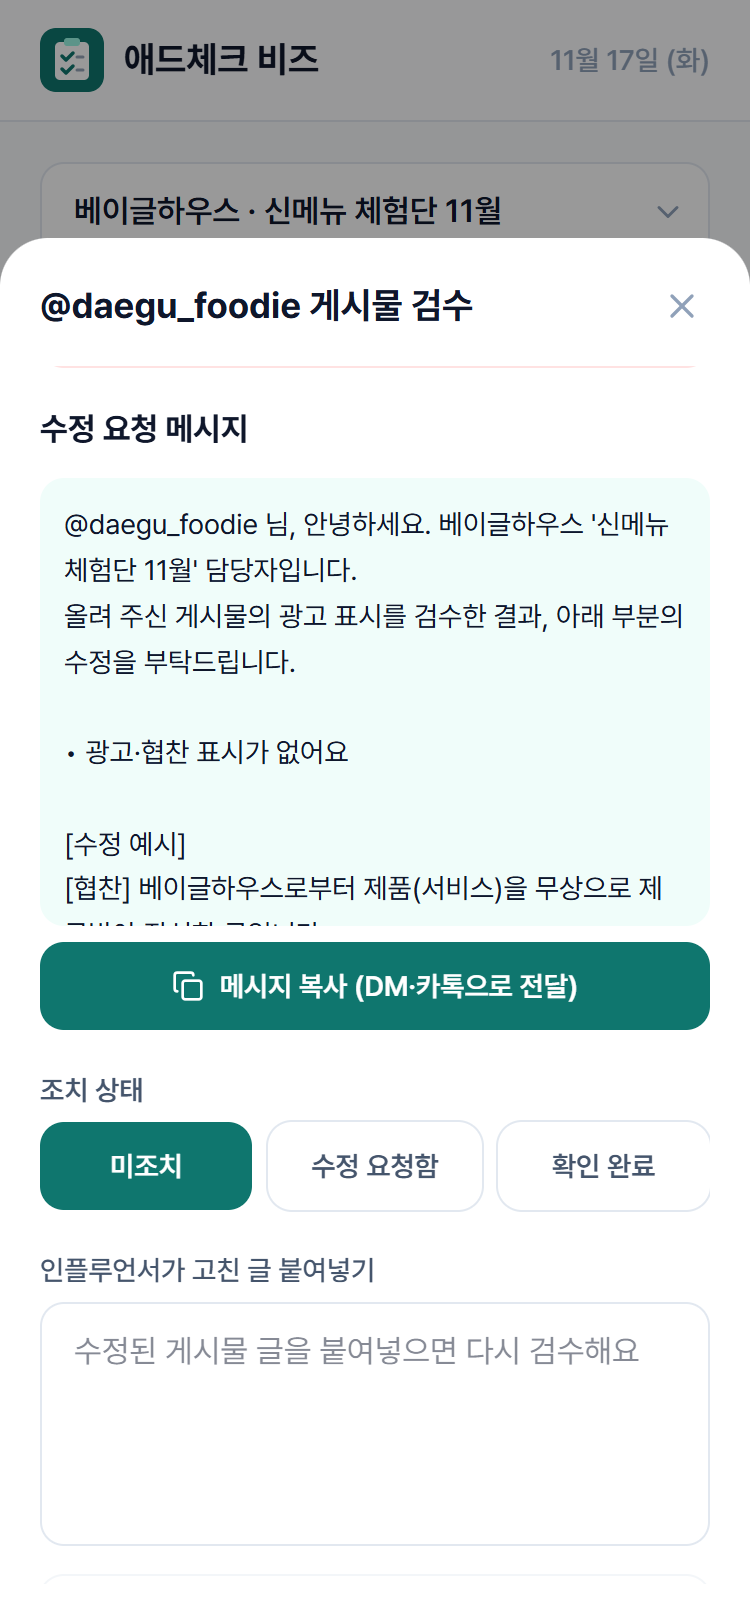 애드체크 비즈
11월 17일 (화)
베이글하우스 · 신메뉴 체험단 11월
@daegu_foodie 게시물 검수
수정 요청 메시지
@daegu_foodie 님, 안녕하세요. 베이글하우스 '신메뉴
체험단 11월' 담당자입니다.
올려 주신 게시물의 광고 표시를 검수한 결과, 아래 부분의
수정을 부탁드립니다.
• 광고·협찬 표시가 없어요
[수정 예시]
[협찬] 베이글하우스로부터 제품(서비스)을 무상으로 제
메시지 복사 (DM·카톡으로 전달)
조치 상태
미조치
수정 요청함
확인 완료
인플루언서가 고친 글 붙여넣기
수정된 게시물 글을 붙여넣으면 다시 검수해요